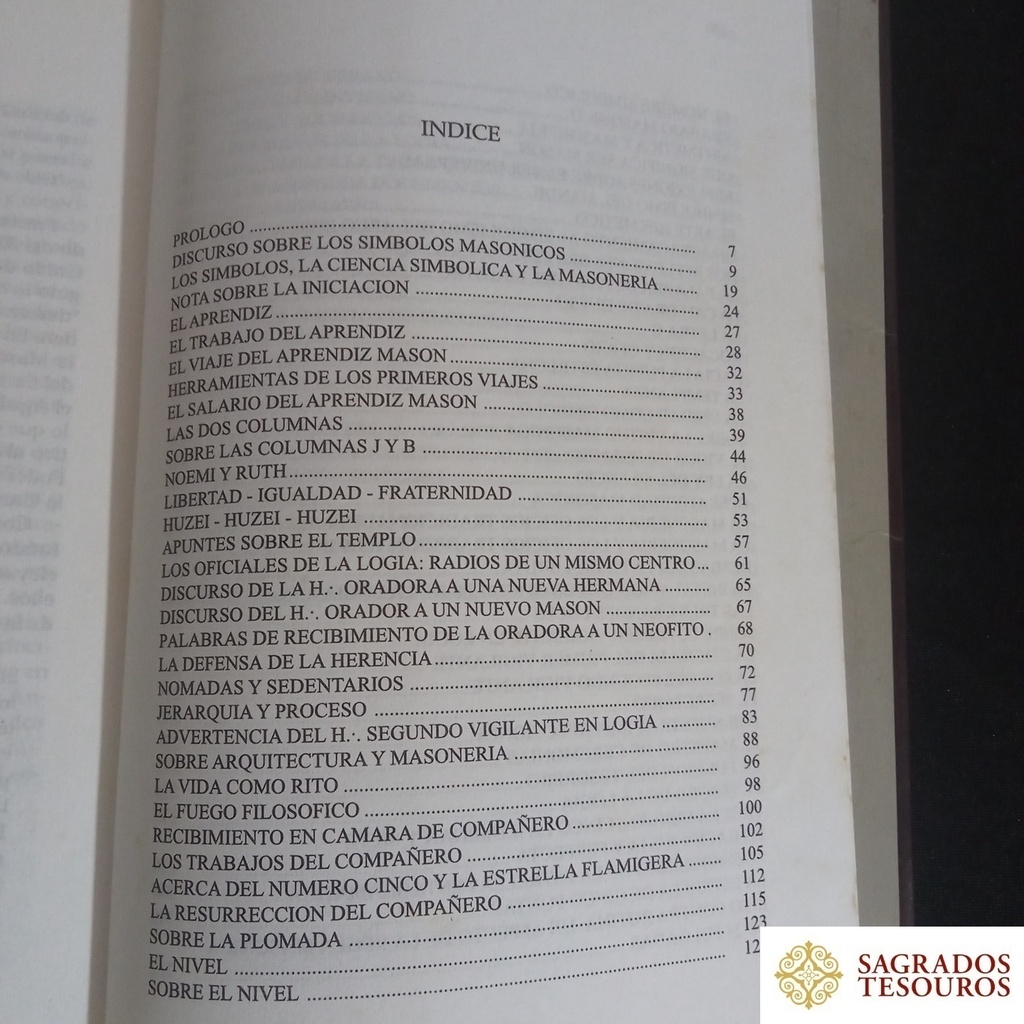 INDICE
PROLOGO ........ 7
DISCURSO SOBRE LOS SIMBOLOS MASONICOS ........ 9
LOS SIMBOLOS, LA CIENCIA SIMBOLICA Y LA MASONERIA ........ 19
NOTA SOBRE LA INICIACION ........ 24
EL APRENDIZ ........ 27
EL TRABAJO DEL APRENDIZ ........ 28
EL VIAJE DEL APRENDIZ MASON ........ 32
HERRAMIENTAS DE LOS PRIMEROS VIAJES ........ 33
EL SALARIO DEL APRENDIZ MASON ........ 38
LAS DOS COLUMNAS ........ 39
SOBRE LAS COLUMNAS J Y B ........ 44
NOEMI Y RUTH ........ 46
LIBERTAD - IGUALDAD - FRATERNIDAD ........ 51
HUZEI - HUZEI - HUZEI ........ 53
APUNTES SOBRE EL TEMPLO ........ 57
LOS OFICIALES DE LA LOGIA: RADIOS DE UN MISMO CENTRO ... 61
DISCURSO DE LA H.·. ORADORA A UNA NUEVA HERMANA ........ 65
DISCURSO DEL H.·. ORADOR A UN NUEVO MASON ........ 67
PALABRAS DE RECIBIMIENTO DE LA ORADORA A UN NEOFITO . 68
LA DEFENSA DE LA HERENCIA ........ 70
NOMADAS Y SEDENTARIOS ........ 72
JERARQUIA Y PROCESO ........ 77
ADVERTENCIA DEL H.·. SEGUNDO VIGILANTE EN LOGIA ........ 83
SOBRE ARQUITECTURA Y MASONERIA ........ 88
LA VIDA COMO RITO ........ 96
EL FUEGO FILOSOFICO ........ 98
RECIBIMIENTO EN CAMARA DE COMPAÑERO ........ 100
LOS TRABAJOS DEL COMPAÑERO ........ 102
ACERCA DEL NUMERO CINCO Y LA ESTRELLA FLAMIGERA ........ 105
LA RESURRECCION DEL COMPAÑERO ........ 112
SOBRE LA PLOMADA ........ 115
EL NIVEL ........ 123
SOBRE EL NIVEL ........
SAGRADOS
TESOUROS